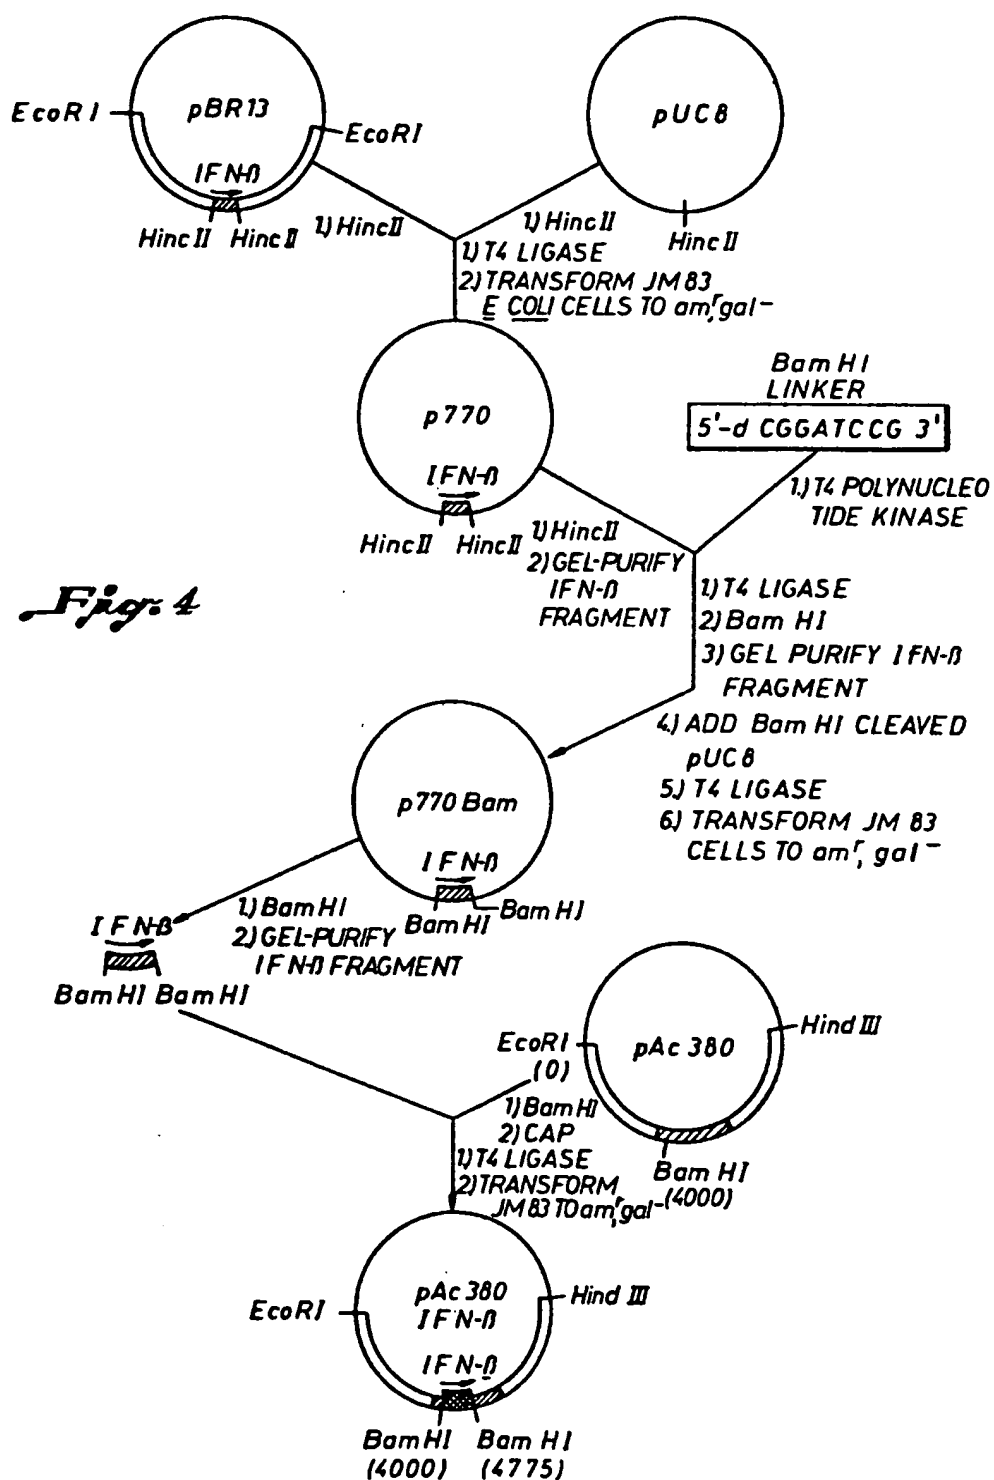 pBR13
EcoRI
EcoRI
IFN-β
HincII HincII
1.) HincII
pUC8
HincII
1.) HincII
1.) T4 LIGASE
2.) TRANSFORM JM83
E COLI CELLS TO amʳ, gal⁻
p770
IFN-β
HincII HincII
Bam HI
LINKER
5'-d CGGATCCG 3'
1.) T4 POLYNUCLEO
TIDE KINASE
1) HincII
2) GEL-PURIFY
IFN-β
FRAGMENT
Fig. 4
1.) T4 LIGASE
2.) Bam HI
3) GEL PURIFY IFN-β
FRAGMENT
4.) ADD Bam HI CLEAVED
pUC8
5.) T4 LIGASE
6.) TRANSFORM JM 83
CELLS TO amʳ, gal⁻
p770 Bam
IFN-β
Bam HI Bam HI
1.) Bam HI
2.) GEL-PURIFY
IFN-β FRAGMENT
IFN-β
Bam HI Bam HI
EcoRI
(0)
pAc 380
Hind III
Bam HI
(4000)
1.) Bam HI
2) CAP
1.) T4 LIGASE
2) TRANSFORM
JM83 TO amʳ, gal⁻
pAc 380
IFN-β
EcoRI
Hind III
IFN-β
Bam HI Bam HI
(4000) (4775)